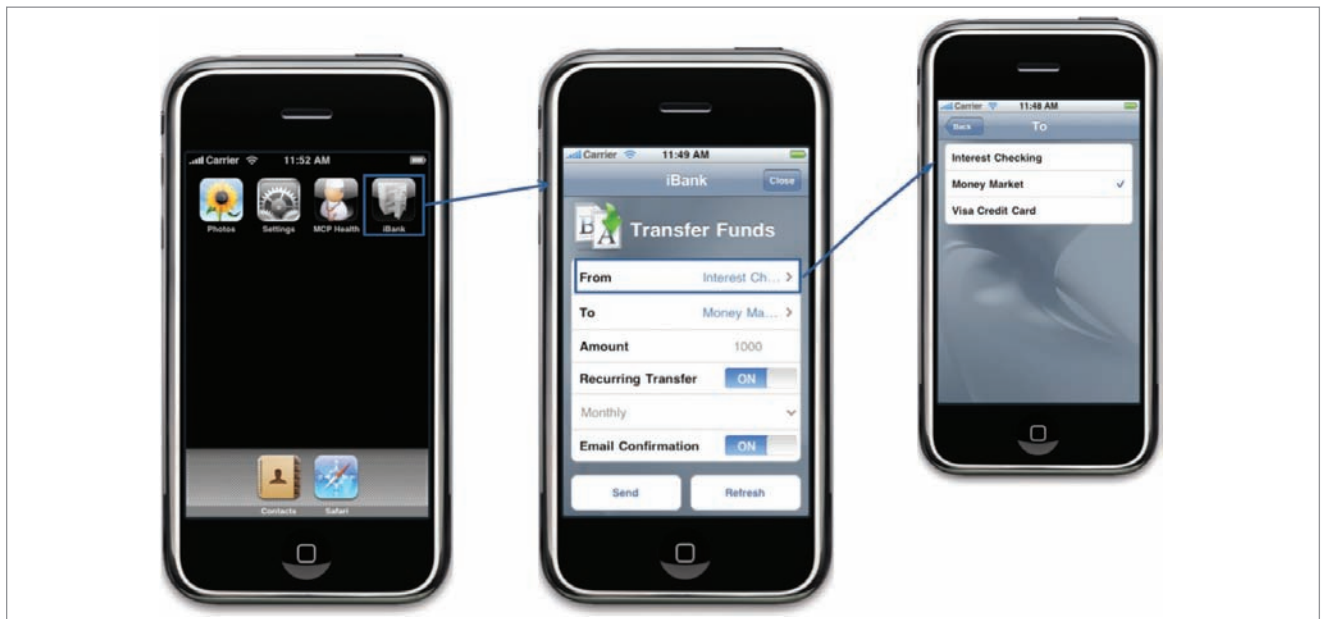 Carrier 11:52 AM
Photos Settings MCP Health iBank
Contacts Safari
Carrier 11:49 AM
iBank Close
B A Transfer Funds
From Interest Ch... >
To Money Ma... >
Amount 1000
Recurring Transfer ON
Monthly
Email Confirmation ON
Send Refresh
Carrier 11:48 AM
Back To
Interest Checking
Money Market ✓
Visa Credit Card